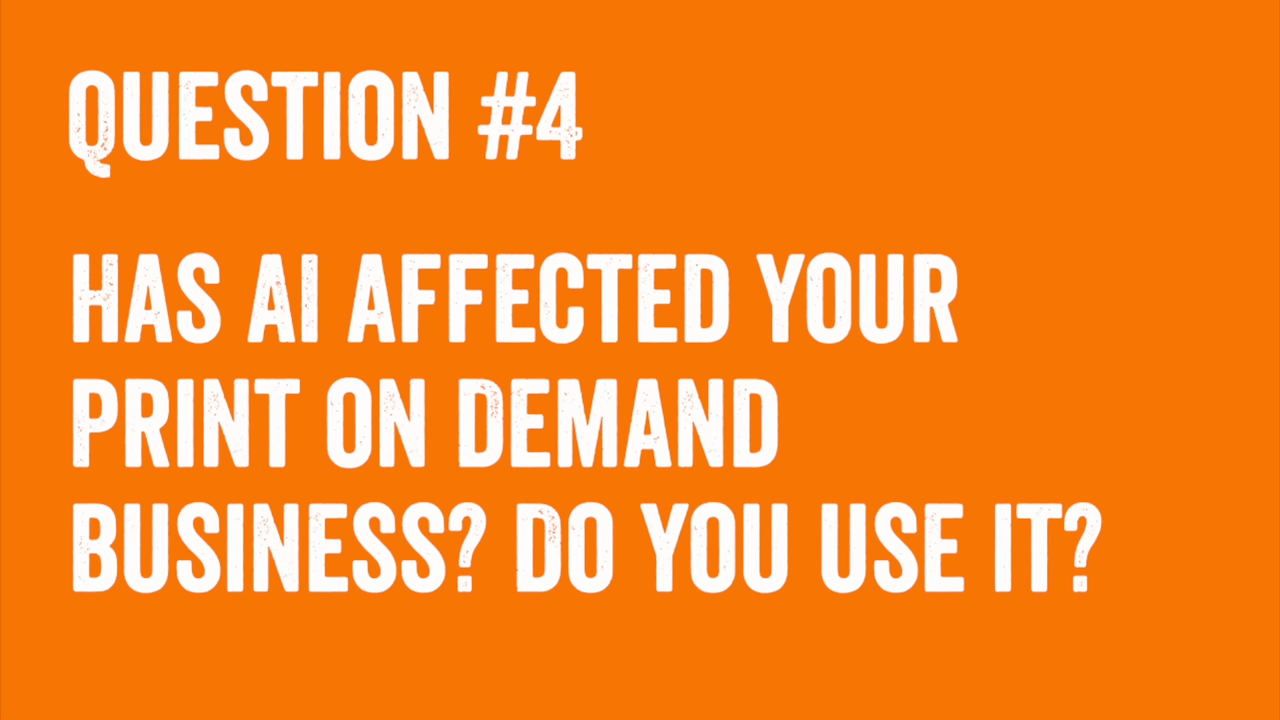 QUESTION #4
HAS AI AFFECTED YOUR
PRINT ON DEMAND
BUSINESS? DO YOU USE IT?